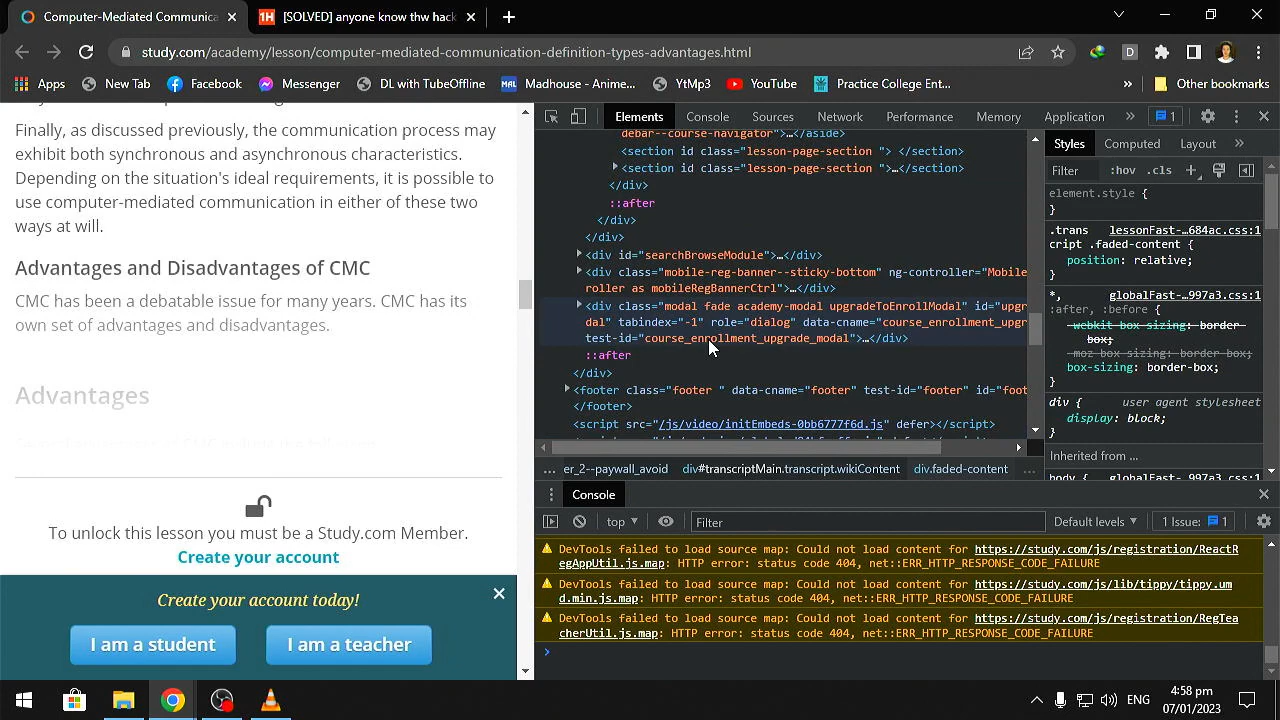 Computer-Mediated Communica
[SOLVED] anyone know thw hack
study.com/academy/lesson/computer-mediated-communication-definition-types-advantages.html
Apps
New Tab
Facebook
Messenger
DL with TubeOffline
MAL
Madhouse - Anime...
YtMp3
YouTube
Practice College Ent...
»
Other bookmarks
Finally, as discussed previously, the communication process may
exhibit both synchronous and asynchronous characteristics.
Depending on the situation's ideal requirements, it is possible to
use computer-mediated communication in either of these two
ways at will.
Advantages and Disadvantages of CMC
CMC has been a debatable issue for many years. CMC has its
own set of advantages and disadvantages.
Advantages
To unlock this lesson you must be a Study.com Member.
Create your account
Create your account today!
I am a student
I am a teacher
Elements
Console
Sources
Network
Performance
Memory
Application
»
1
debar--course-navigator">…</aside>
<section id class="lesson-page-section "> </section>
<section id class="lesson-page-section ">…</section>
</div>
::after
</div>
</div>
<div id="searchBrowseModule">…</div>
<div class="mobile-reg-banner--sticky-bottom" ng-controller="Mobile
roller as mobileRegBannerCtrl">…</div>
<div class="modal fade academy-modal upgradeToEnrollModal" id="upgr
dal" tabindex="-1" role="dialog" data-cname="course_enrollment_upgr
test-id="course_enrollment_upgrade_modal">…</div>
::after
</div>
<footer class="footer " data-cname="footer" test-id="footer" id="foot
</footer>
<script src="/js/video/initEmbeds-0bb6777f6d.js" defer></script>
... er_2--paywall_avoid
div#transcriptMain.transcript.wikiContent
div.faded-content
...
Styles
Computed
Layout
»
Filter
:hov
.cls
element.style {
}
.trans lessonFast-…684ac.css:1
cript .faded-content {
position: relative;
}
*, globalFast-…997a3.css:1
:after, :before {
-webkit-box-sizing: border-
box;
-moz-box-sizing: border-box;
box-sizing: border-box;
}
div { user agent stylesheet
display: block;
}
Inherited from ...
body { globalFast-…997a3.css:1
Console
top
Filter
Default levels
1 Issue:
1
DevTools failed to load source map: Could not load content for https://study.com/js/registration/ReactR
egAppUtil.js.map: HTTP error: status code 404, net::ERR_HTTP_RESPONSE_CODE_FAILURE
DevTools failed to load source map: Could not load content for https://study.com/js/lib/tippy/tippy.um
d.min.js.map: HTTP error: status code 404, net::ERR_HTTP_RESPONSE_CODE_FAILURE
DevTools failed to load source map: Could not load content for https://study.com/js/registration/RegTea
cherUtil.js.map: HTTP error: status code 404, net::ERR_HTTP_RESPONSE_CODE_FAILURE
ENG
4:58 pm
07/01/2023